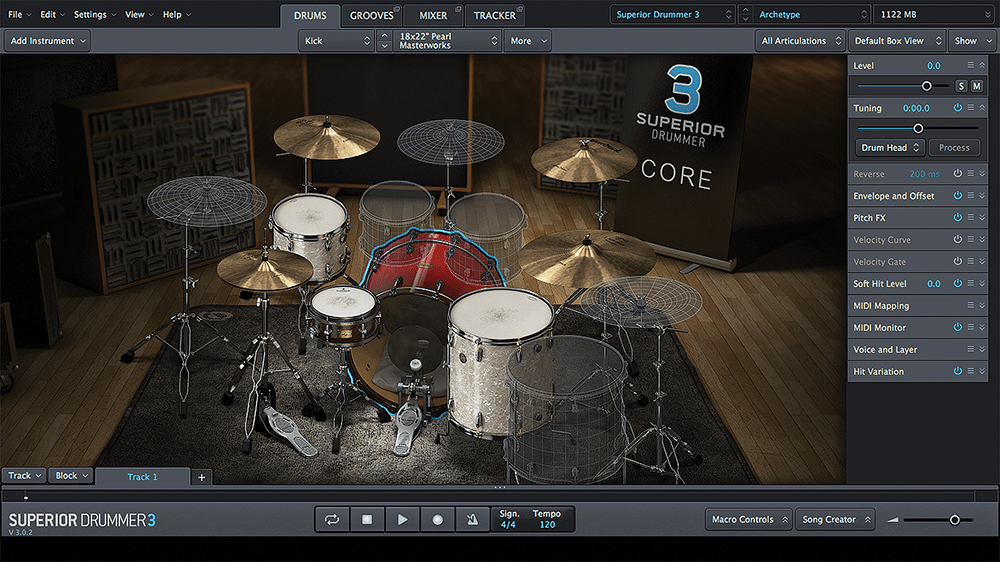 File Edit Settings View Help
DRUMS GROOVES MIXER TRACKER
Superior Drummer 3 Archetype 1122 MB
Add Instrument
Kick
18x22" Pearl
Masterworks
More
All Articulations Default Box View Show
3
SUPERIOR
DRUMMER
CORE
Level 0.0
S M
Tuning 0:00.0
Drum Head Process
Reverse 200 ms
Envelope and Offset
Pitch FX
Velocity Curve
Velocity Gate
Soft Hit Level 0.0
MIDI Mapping
MIDI Monitor
Voice and Layer
Hit Variation
Track Block Track 1 +
SUPERIOR DRUMMER 3
V 3.0.2
Sign. Tempo
4/4 120
Macro Controls Song Creator